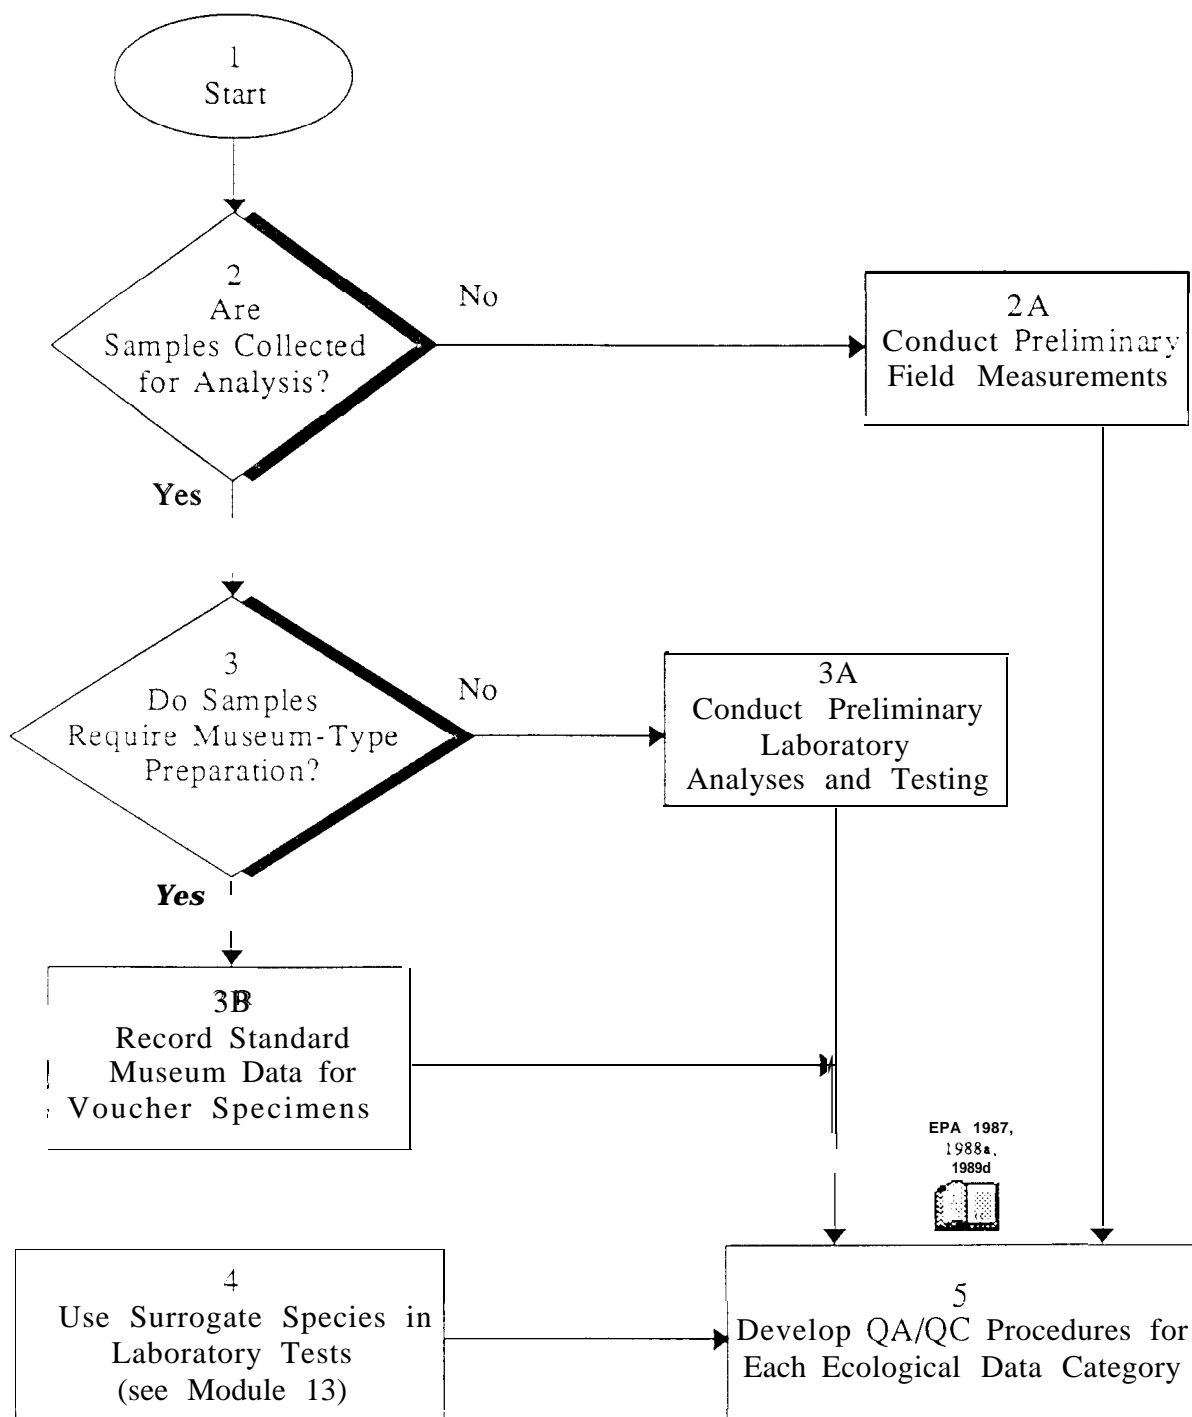 1
Start
2
Are
Samples Collected
for Analysis?
No
2A
Conduct Preliminary
Field Measurements
Yes
3
Do Samples
Require Museum-Type
Preparation?
No
3A
Conduct Preliminary
Laboratory
Analyses and Testing
Yes
3B
Record Standard
Museum Data for
Voucher Specimens
EPA 1987,
1988a,
1989d
4
Use Surrogate Species in
Laboratory Tests
(see Module 13)
5
Develop QA/QC Procedures for
Each Ecological Data Category